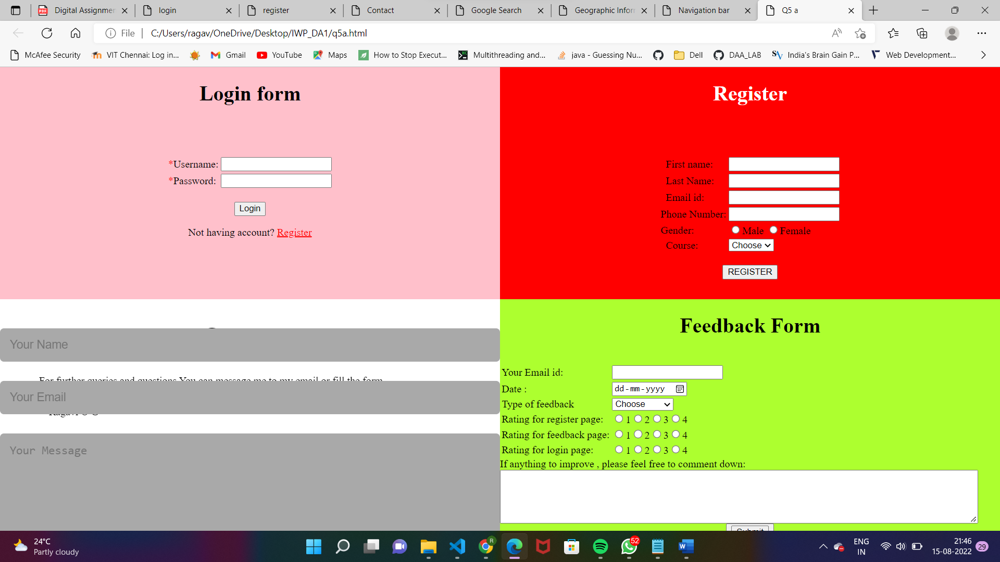 Digital Assignmer
login
register
Contact
Google Search
Geographic Infor
Navigation bar
Q5 a
File
C:/Users/ragav/OneDrive/Desktop/IWP_DA1/q5a.html
McAfee Security
VIT Chennai: Log in...
Gmail
YouTube
Maps
How to Stop Execut...
Multithreading and...
java - Guessing Nu...
Dell
DAA_LAB
India's Brain Gain P...
Web Development...
Login form
*Username:
*Password:
Login
Not having account? Register
Register
First name:
Last Name:
Email id:
Phone Number:
Gender: Male Female
Course: Choose
REGISTER
Your Name
For further queries and questions You can message me to my email or fill the form
Your Email
Your Message
Feedback Form
Your Email id:
Date : dd-mm-yyyy
Type of feedback Choose
Rating for register page: 1 2 3 4
Rating for feedback page: 1 2 3 4
Rating for login page: 1 2 3 4
If anything to improve , please feel free to comment down:
Submit
24°C
Partly cloudy
R
52
ENG
IN
21:46
15-08-2022
29